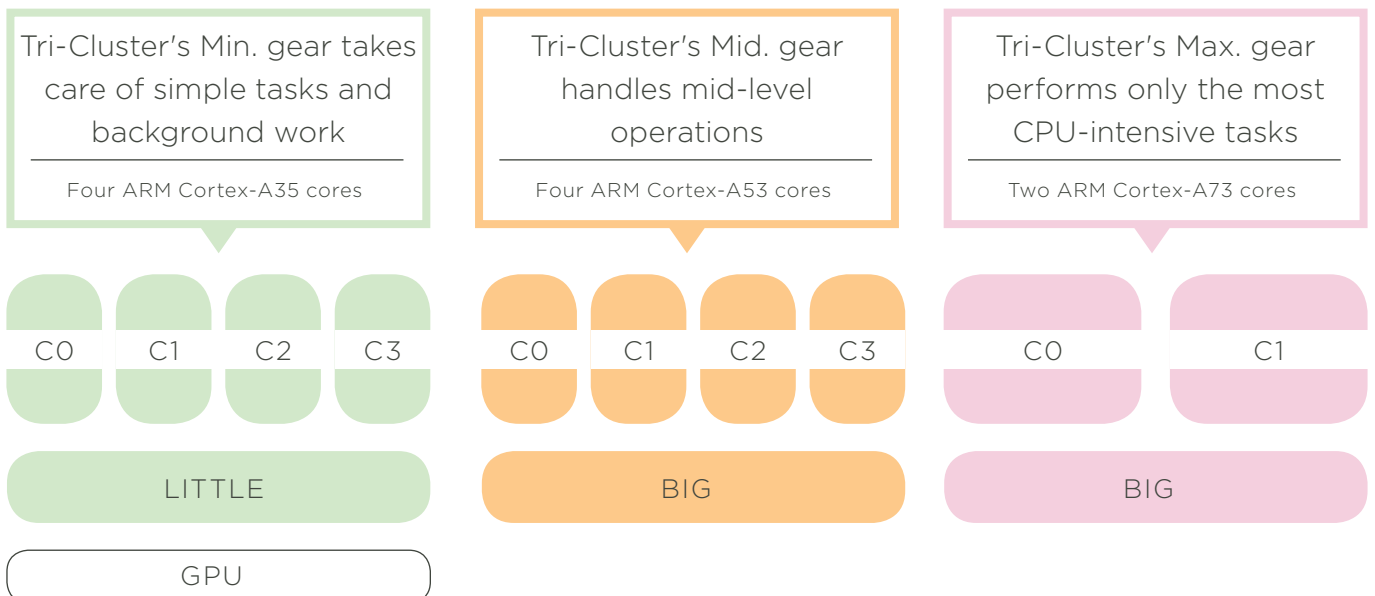 Tri-Cluster's Min. gear takes
care of simple tasks and
background work
Four ARM Cortex-A35 cores
Tri-Cluster's Mid. gear
handles mid-level
operations
Four ARM Cortex-A53 cores
Tri-Cluster's Max. gear
performs only the most
CPU-intensive tasks
Two ARM Cortex-A73 cores
C0 C1 C2 C3
C0 C1 C2 C3
C0 C1
LITTLE
BIG
BIG
GPU